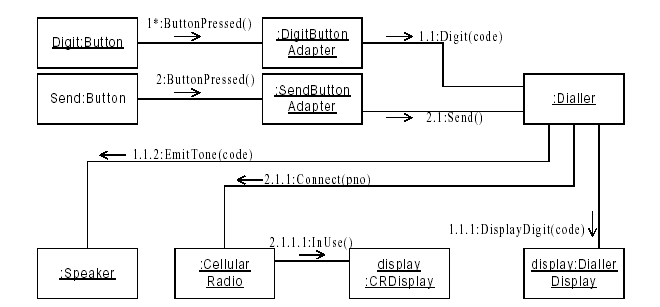 1*:ButtonPressed()
Digit:Button
:DigitButton
Adapter
1.1:Digit(code)
2:ButtonPressed()
Send:Button
:SendButton
Adapter
2.1:Send()
:Dialler
1.1.2:EmitTone(code)
2.1.1:Connect(pno)
1.1.1:DisplayDigit(code)
2.1.1.1:InUse()
:Speaker
:Cellular
Radio
display
:CRDisplay
display:Dialler
Display